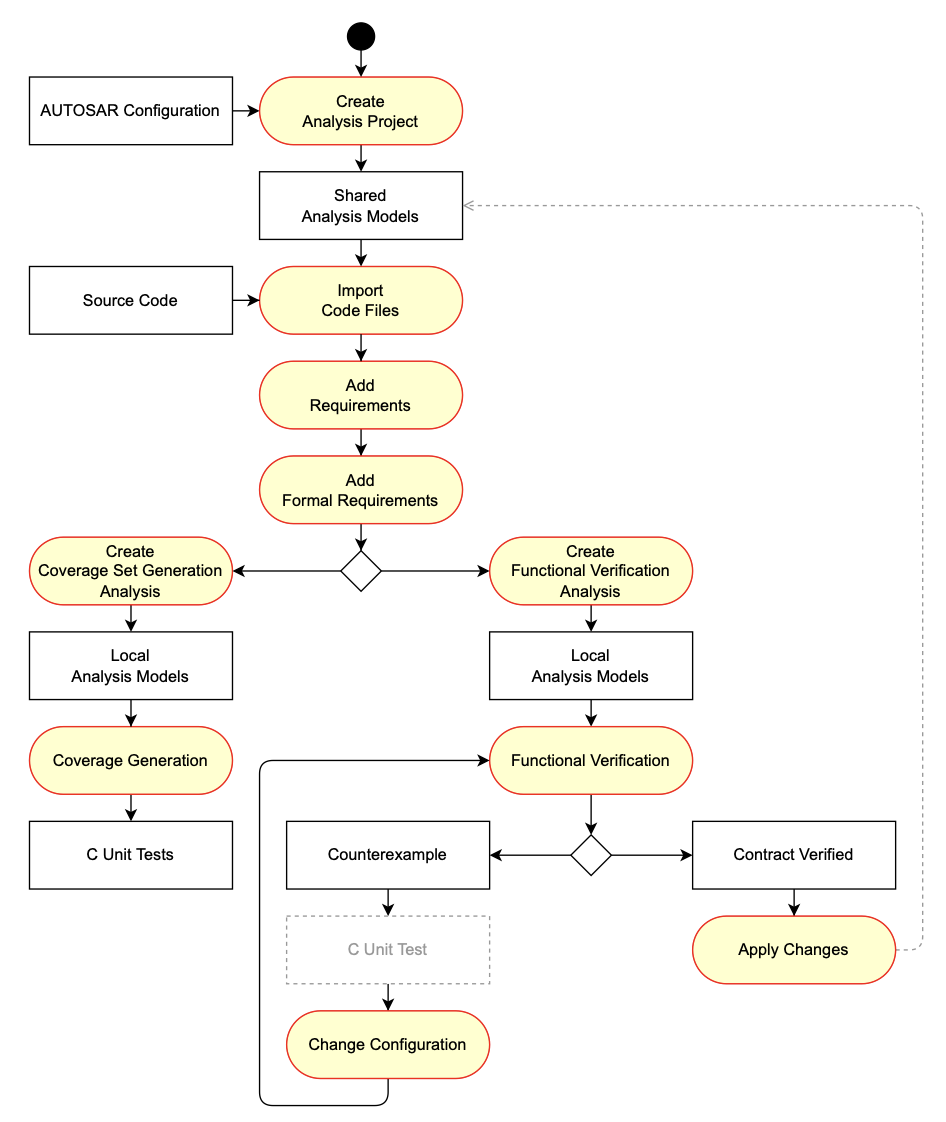 AUTOSAR Configuration
Create
Analysis Project
Shared
Analysis Models
Source Code
Import
Code Files
Add
Requirements
Add
Formal Requirements
Create
Coverage Set Generation
Analysis
Create
Functional Verification
Analysis
Local
Analysis Models
Local
Analysis Models
Coverage Generation
Functional Verification
C Unit Tests
Counterexample
Contract Verified
C Unit Test
Apply Changes
Change Configuration